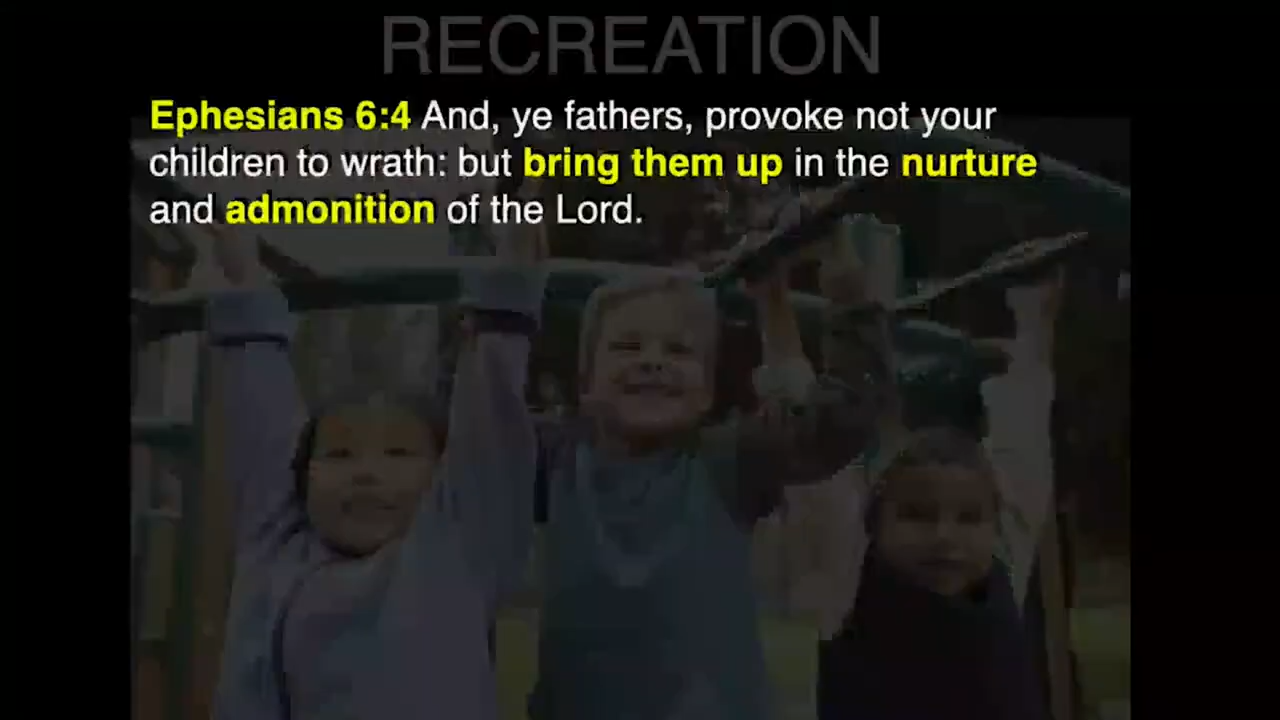 RECREATION
Ephesians 6:4 And, ye fathers, provoke not your
children to wrath: but bring them up in the nurture
and admonition of the Lord.